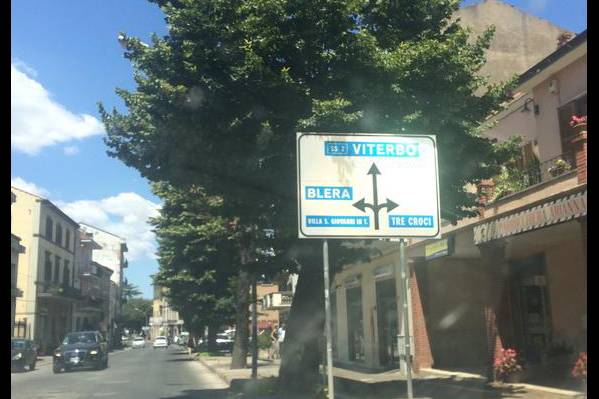 SS 2 VITERBO
BLERA
VILLA S. GIOVANNI IN T.
TRE CROCI